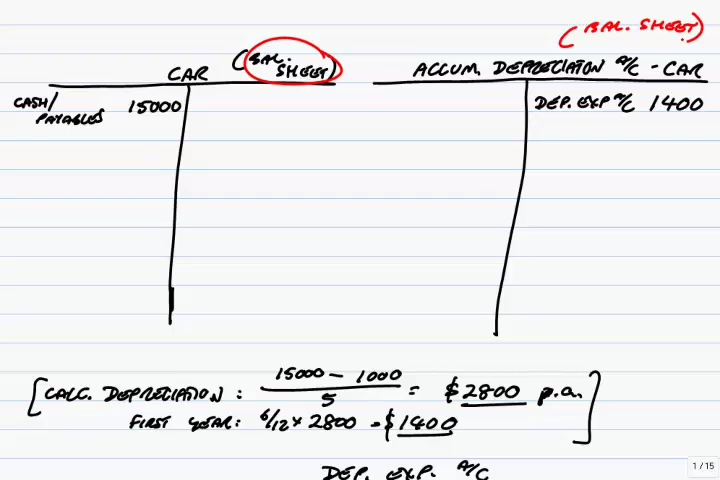 (BAL. SHEET)
CAR (BAL. SHEET)
ACCUM. DEPRECIATION A/C - CAR
CASH/PAYABLES 15000
DEP. EXP A/C 1400
[CALC. DEPRECIATION: 15000 - 1000 / 5 = $2800 p.a.]
FIRST YEAR: 6/12 x 2800 = $1400
DEP. EXP. A/C
1 / 15